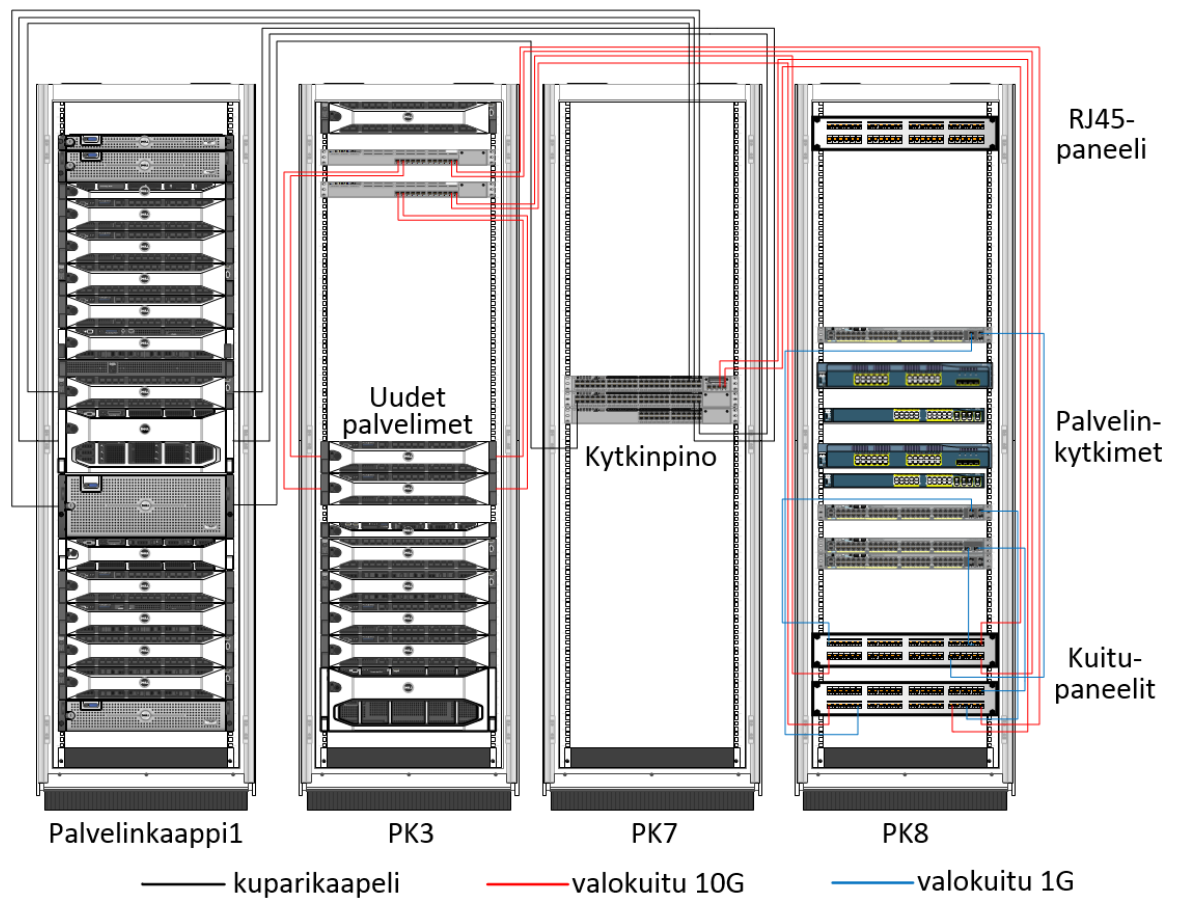 RJ45-
paneeli
Uudet
palvelimet
Kytkinpino
Palvelin-
kytkimet
Kuitu-
paneelit
Palvelinkaappi1
PK3
PK7
PK8
kuparikaapeli
valokuitu 10G
valokuitu 1G